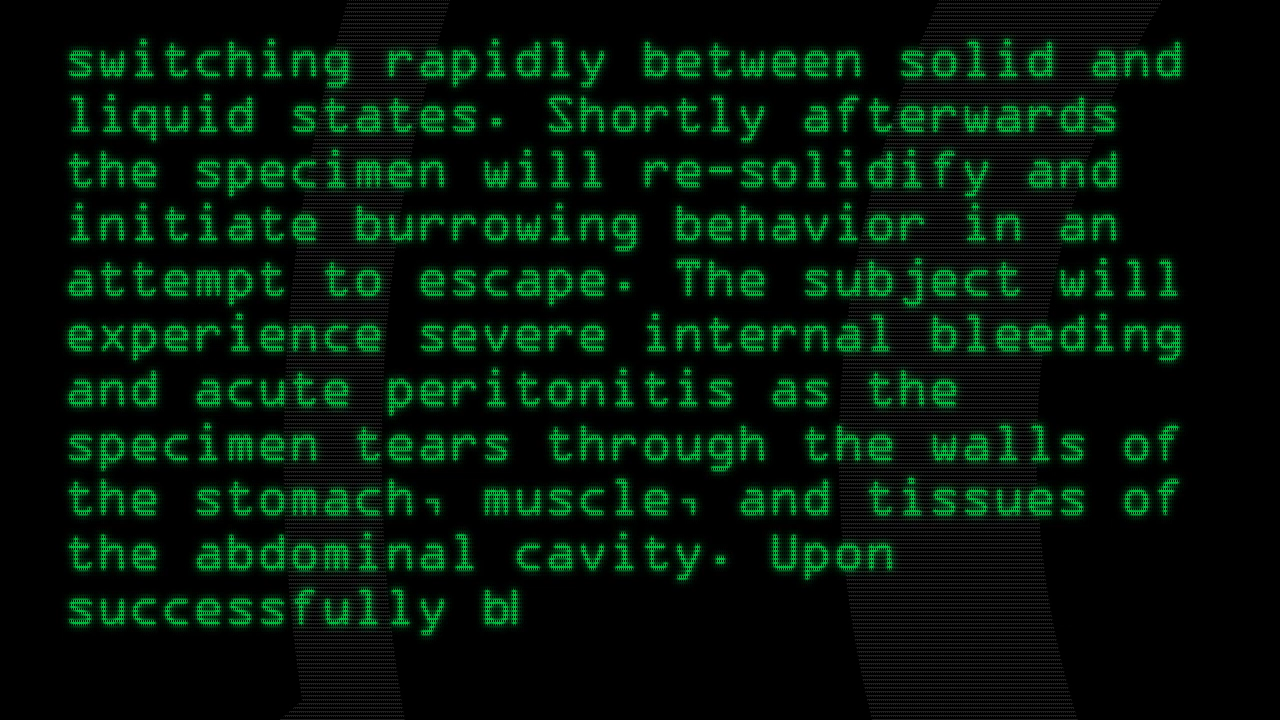 switching rapidly between solid and
liquid states. Shortly afterwards
the specimen will re-solidify and
initiate burrowing behavior in an
attempt to escape. The subject will
experience severe internal bleeding
and acute peritonitis as the
specimen tears through the walls of
the stomach, muscle, and tissues of
the abdominal cavity. Upon
successfully b